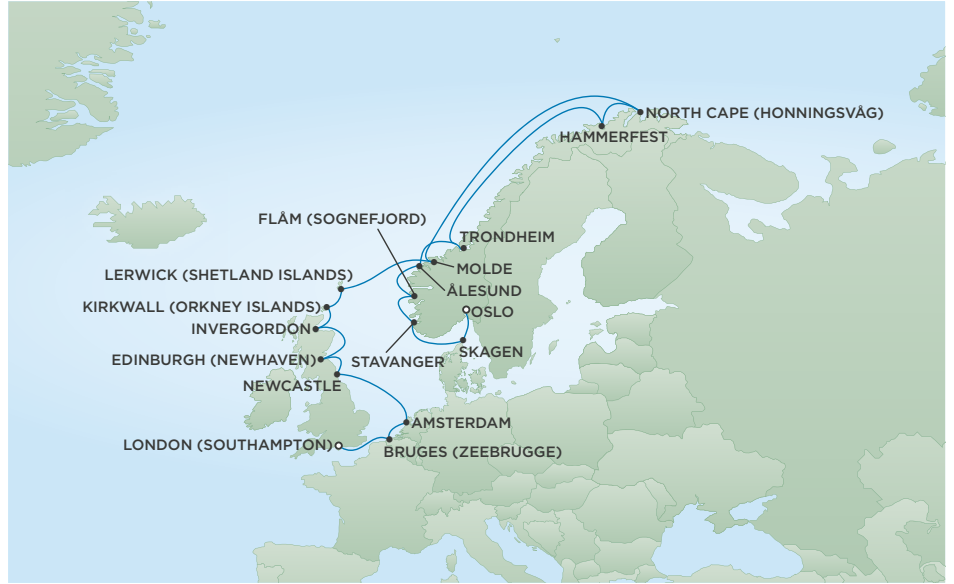 NORTH CAPE (HONNINGSVÅG)
HAMMERFEST
FLÅM (SOGNEFJORD)
TRONDHEIM
MOLDE
LERWICK (SHETLAND ISLANDS)
ÅLESUND
KIRKWALL (ORKNEY ISLANDS)
OSLO
INVERGORDON
SKAGEN
EDINBURGH (NEWHAVEN)
STAVANGER
NEWCASTLE
AMSTERDAM
LONDON (SOUTHAMPTON)
BRUGES (ZEEBRUGGE)